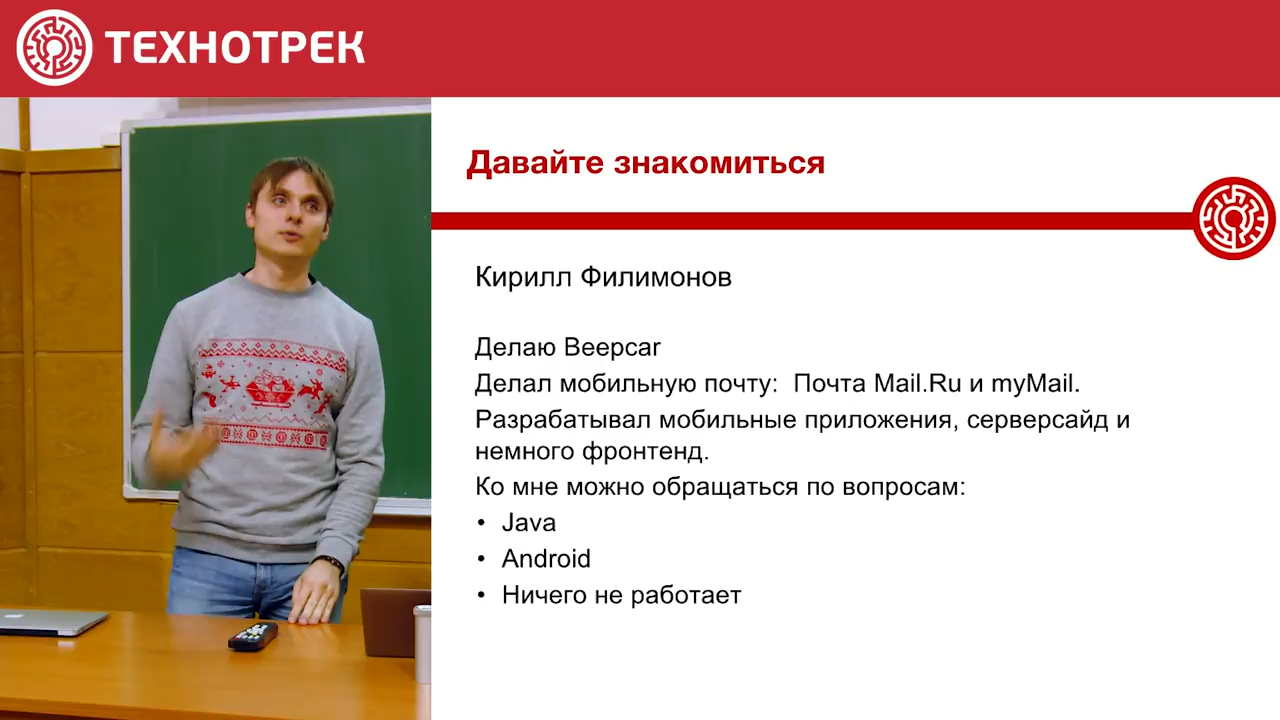 ТЕХНОТРЕК
Давайте знакомиться
Кирилл Филимонов
Делаю Beepcar
Делал мобильную почту:  Почта Mail.Ru и myMail.
Разрабатывал мобильные приложения, серверсайд и
немного фронтенд.
Ко мне можно обращаться по вопросам:
• Java
• Android
• Ничего не работает